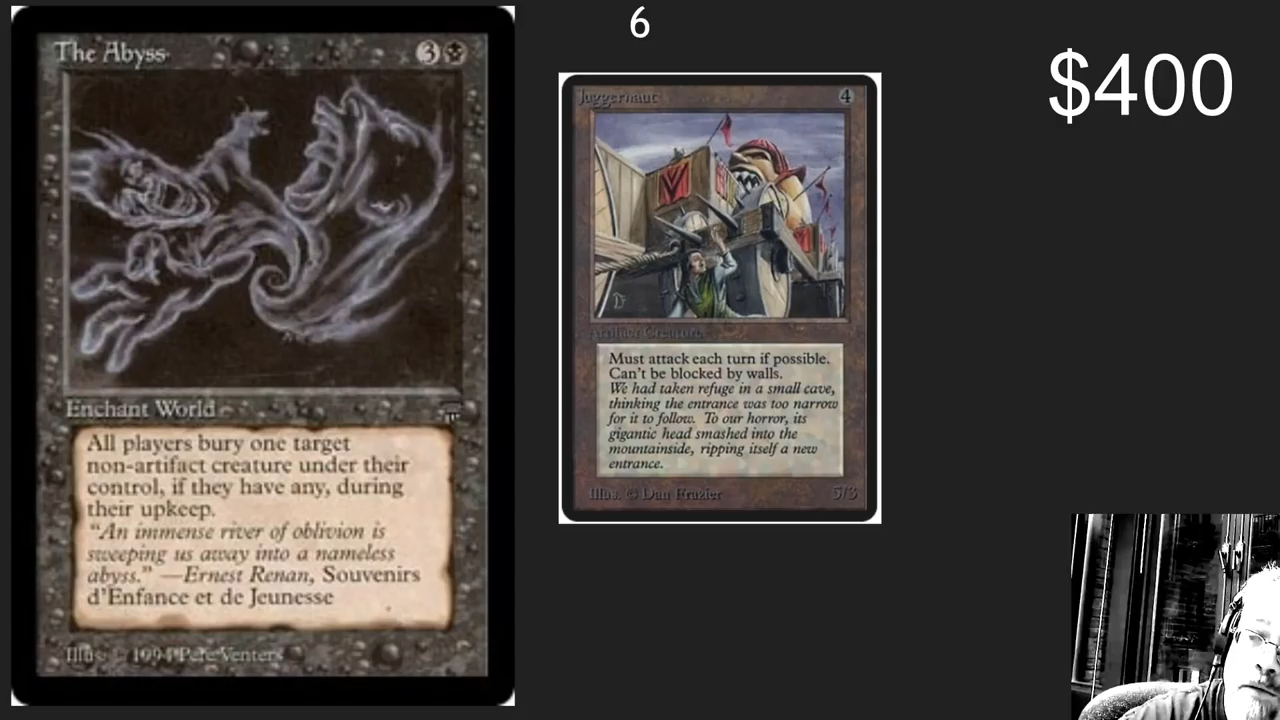 The Abyss
3
Enchant World
All players bury one target
non-artifact creature under their
control, if they have any, during
their upkeep.
"An immense river of oblivion is
sweeping us away into a nameless
abyss." —Ernest Renan, Souvenirs
d'Enfance et de Jeunesse
Illus. © 1994 Pete Venters
6
Juggernaut
4
Artifact Creature
Must attack each turn if possible.
Can't be blocked by walls.
We had taken refuge in a small cave,
thinking the entrance was too narrow
for it to follow. To our horror, its
gigantic head smashed into the
mountainside, ripping itself a new
entrance.
Illus. © Dan Frazier
5/3
$400